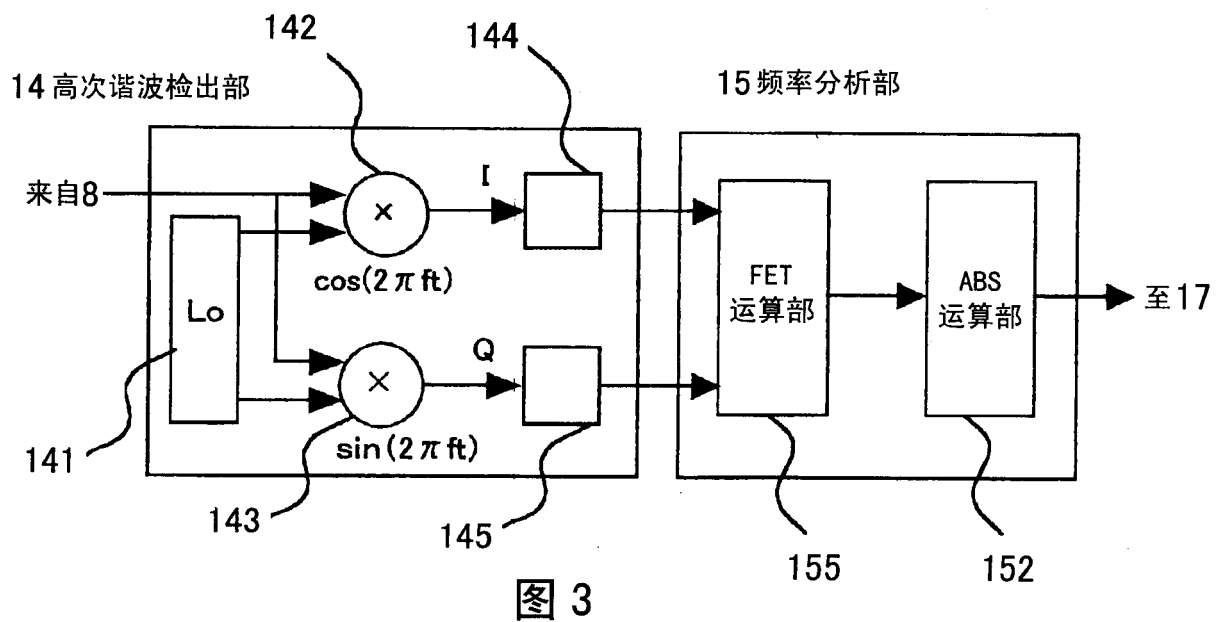 142
144
14 高次谐波检出部
15 频率分析部
来自8
I
×
cos(2πft)
Lo
FET
运算部
ABS
运算部
至17
Q
×
sin(2πft)
141
143
145
155
152
图 3